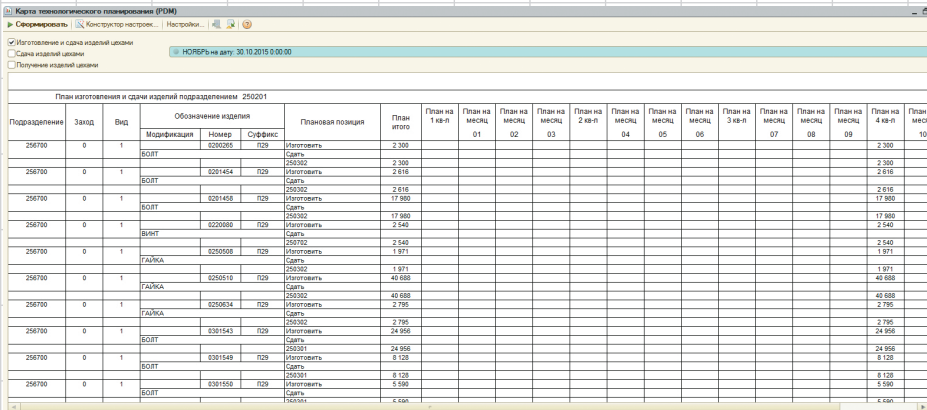 Карта технологического планирования (PDM)
Сформировать Конструктор настроек... Настройки...
Изготовление и сдача изделий цехами
Сдача изделий цехами
Получение изделий цехами
НОЯБРЬ на дату: 30.10.2015 0:00:00
План изготовления и сдачи изделий подразделением 250201
Подразделение Заход Вид Обозначение изделия Плановая позиция План итого План на 1 кв-л План на месяц План на месяц План на месяц План на 2 кв-л План на месяц План на месяц План на месяц План на 3 кв-л План на месяц План на месяц План на месяц План на 4 кв-л
Модификация Номер Суффикс 01 02 03 04 05 06 07 08 09 10
256700 0 1 0200265 П29 Изготовить 2 300 2 300
БОЛТ Сдать
250302 2 300 2 300
256700 0 1 0201454 П29 Изготовить 2 616 2 616
БОЛТ Сдать
250302 2 616 2 616
256700 0 1 0201458 П29 Изготовить 17 980 17 980
БОЛТ Сдать
250302 17 980 17 980
256700 0 1 0220080 П29 Изготовить 2 540 2 540
ВИНТ Сдать
250702 2 540 2 540
256700 0 1 0250508 П29 Изготовить 1 971 1 971
ГАЙКА Сдать
250302 1 971 1 971
256700 0 1 0250510 П29 Изготовить 40 688 40 688
ГАЙКА Сдать
250302 40 688 40 688
256700 0 1 0250634 П29 Изготовить 2 795 2 795
ГАЙКА Сдать
250302 2 795 2 795
256700 0 1 0301543 П29 Изготовить 24 956 24 956
БОЛТ Сдать
250301 24 956 24 956
256700 0 1 0301549 П29 Изготовить 8 128 8 128
БОЛТ Сдать
250301 8 128 8 128
256700 0 1 0301550 П29 Изготовить 5 590 5 590
БОЛТ Сдать
250301 5 590 5 590